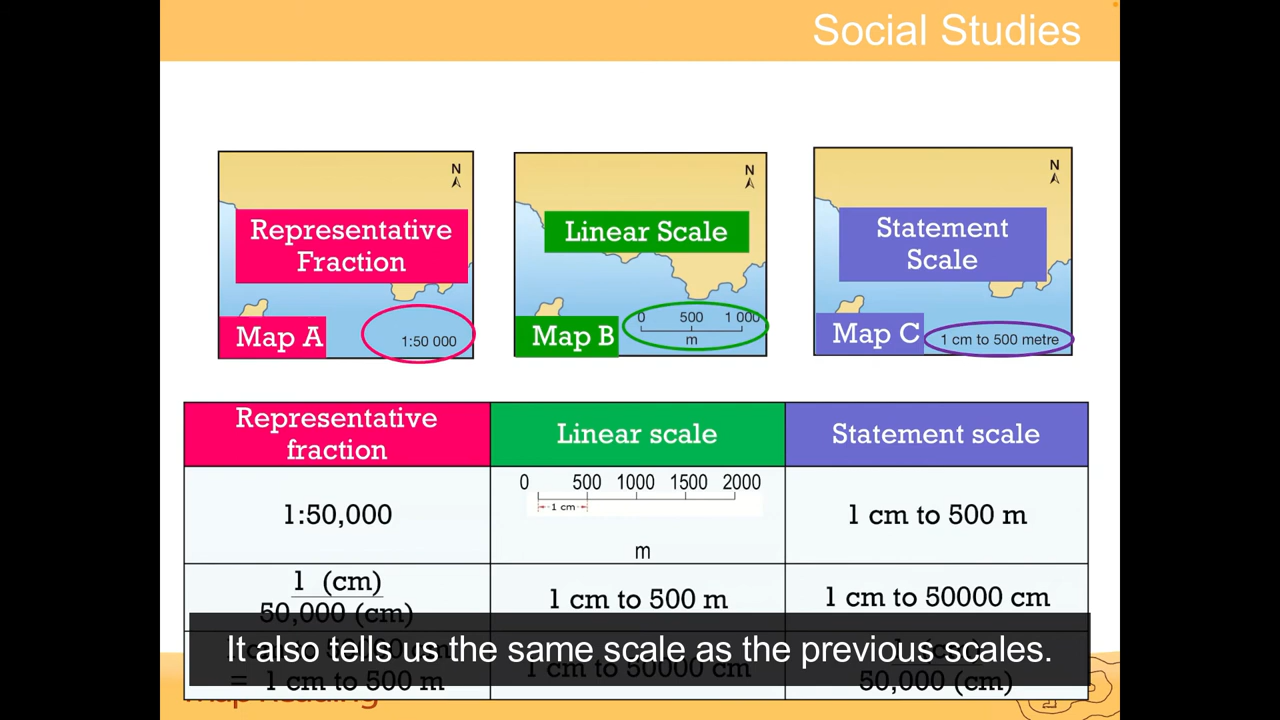 Social Studies
N
Representative
Fraction
Map A
1:50 000
N
Linear Scale
Map B
0 500 1 000
m
N
Statement
Scale
Map C
1 cm to 500 metre
Representative
fraction
Linear scale
Statement scale
1:50,000
0 500 1000 1500 2000
1 cm
m
1 cm to 500 m
1 (cm)
50,000 (cm)
1 cm to 500 m
1 cm to 50000 cm
= 1 cm to 500 m
1 cm to 50000 cm
50,000 (cm)
It also tells us the same scale as the previous scales.